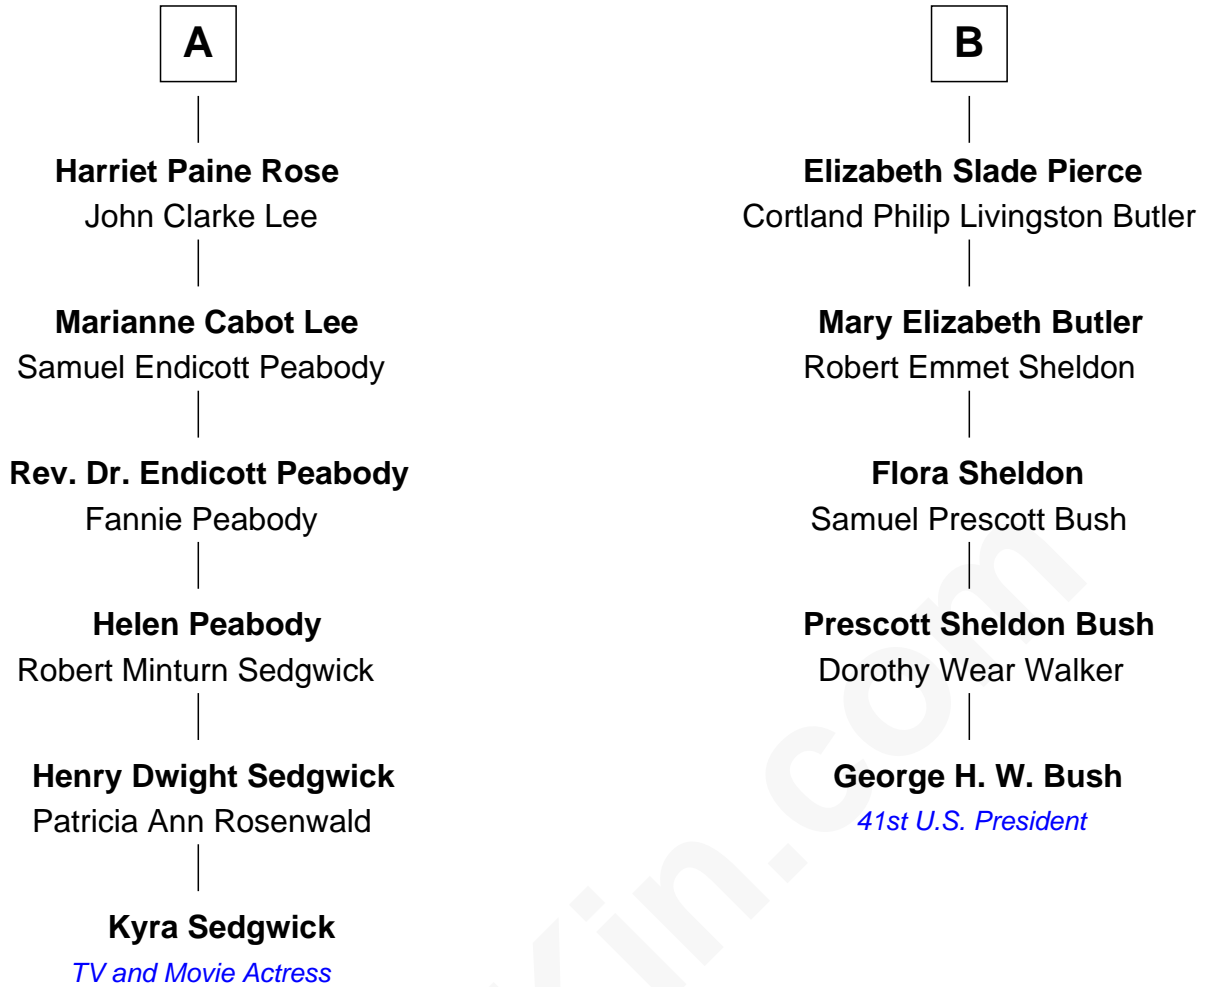 A
Harriet Paine Rose
John Clarke Lee
Marianne Cabot Lee
Samuel Endicott Peabody
Rev. Dr. Endicott Peabody
Fannie Peabody
Helen Peabody
Robert Minturn Sedgwick
Henry Dwight Sedgwick
Patricia Ann Rosenwald
Kyra Sedgwick
TV and Movie Actress
B
Elizabeth Slade Pierce
Cortland Philip Livingston Butler
Mary Elizabeth Butler
Robert Emmet Sheldon
Flora Sheldon
Samuel Prescott Bush
Prescott Sheldon Bush
Dorothy Wear Walker
George H. W. Bush
41st U.S. President
Kin.com